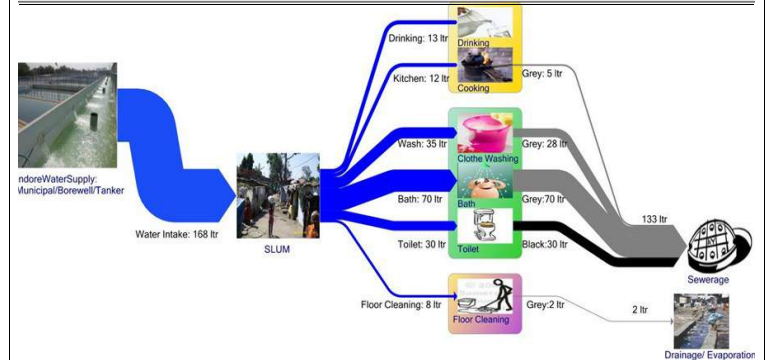 Drinking: 13 ltr
Drinking
Kitchen: 12 ltr
Cooking
Grey: 5 ltr
ndoreWaterSupply:
Municipal/Borewell/Tanker
Water Intake: 168 ltr
SLUM
Wash: 35 ltr
Clothe Washing
Grey: 28 ltr
Bath: 70 ltr
Bath
Grey:70 ltr
Toilet: 30 ltr
Toilet
Black:30 ltr
133 ltr
Sewerage
Floor Cleaning: 8 ltr
Floor Cleaning
Grey:2 ltr
2 ltr
Drainage/ Evaporation